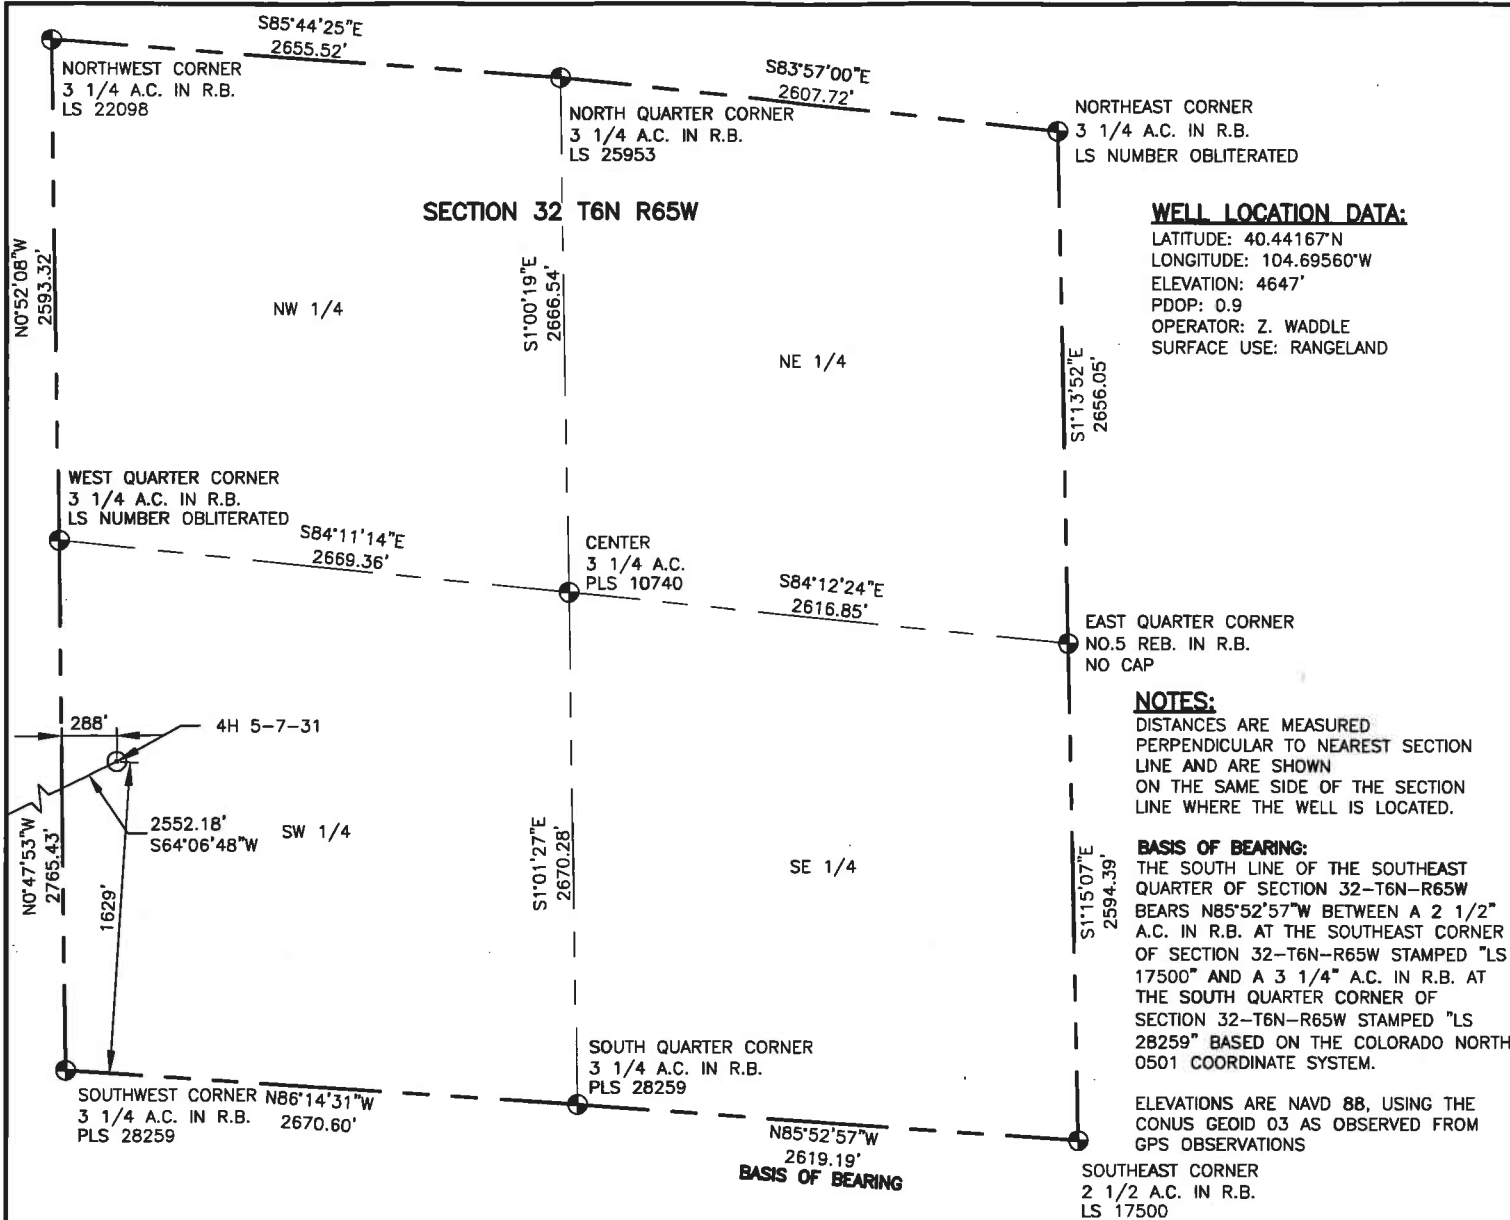 S85°44'25"E
2655.52'
NORTHWEST CORNER
3 1/4 A.C. IN R.B.
LS 22098
S83°57'00"E
2607.72'
NORTH QUARTER CORNER
3 1/4 A.C. IN R.B.
LS 25953
NORTHEAST CORNER
3 1/4 A.C. IN R.B.
LS NUMBER OBLITERATED
SECTION 32 T6N R65W
WELL LOCATION DATA:
LATITUDE: 40.44167°N
LONGITUDE: 104.69560°W
ELEVATION: 4647'
PDOP: 0.9
OPERATOR: Z. WADDLE
SURFACE USE: RANGELAND
N0°52'08"W
2593.32'
NW 1/4
S1°00'19"E
2666.54'
NE 1/4
S1°13'52"E
2656.05'
WEST QUARTER CORNER
3 1/4 A.C. IN R.B.
LS NUMBER OBLITERATED
S84°11'14"E
2669.36'
CENTER
3 1/4 A.C.
PLS 10740
S84°12'24"E
2616.85'
EAST QUARTER CORNER
NO.5 REB. IN R.B.
NO CAP
288'
4H 5-7-31
2552.18'
S64°06'48"W
SW 1/4
N0°47'53"W
2765.43'
1629'
S1°01'27"E
2670.28'
SE 1/4
S1°15'07"E
2594.39'
NOTES:
DISTANCES ARE MEASURED
PERPENDICULAR TO NEAREST SECTION
LINE AND ARE SHOWN
ON THE SAME SIDE OF THE SECTION
LINE WHERE THE WELL IS LOCATED.
BASIS OF BEARING:
THE SOUTH LINE OF THE SOUTHEAST
QUARTER OF SECTION 32-T6N-R65W
BEARS N85°52'57"W BETWEEN A 2 1/2"
A.C. IN R.B. AT THE SOUTHEAST CORNER
OF SECTION 32-T6N-R65W STAMPED "LS
17500" AND A 3 1/4" A.C. IN R.B. AT
THE SOUTH QUARTER CORNER OF
SECTION 32-T6N-R65W STAMPED "LS
28259" BASED ON THE COLORADO NORTH
0501 COORDINATE SYSTEM.
ELEVATIONS ARE NAVD 88, USING THE
CONUS GEOID 03 AS OBSERVED FROM
GPS OBSERVATIONS
SOUTHWEST CORNER
3 1/4 A.C. IN R.B.
PLS 28259
N86°14'31"W
2670.60'
SOUTH QUARTER CORNER
3 1/4 A.C. IN R.B.
PLS 28259
N85°52'57"W
2619.19'
BASIS OF BEARING
SOUTHEAST CORNER
2 1/2 A.C. IN R.B.
LS 17500